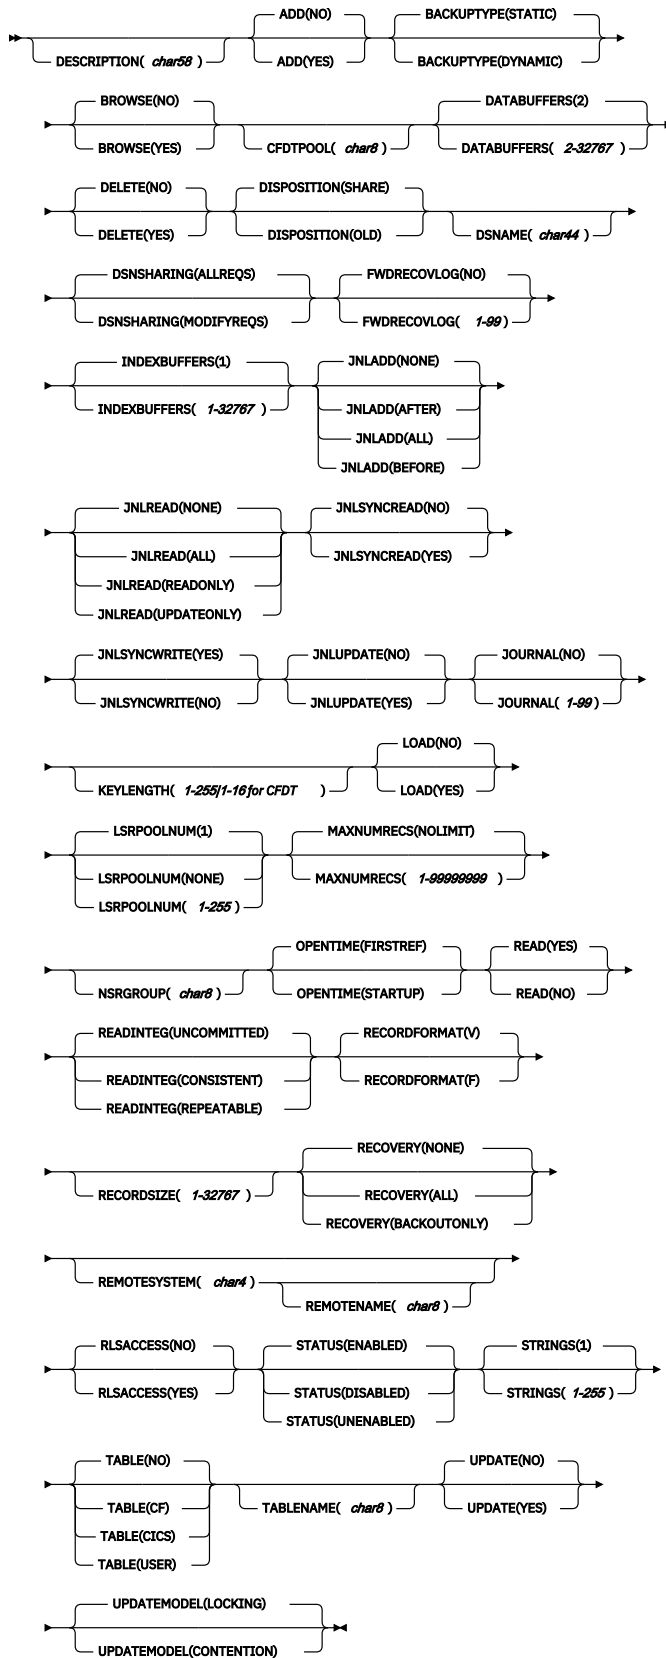 ADD(NO) BACKUPTYPE(STATIC)
DESCRIPTION( char58 ) ADD(YES) BACKUPTYPE(DYNAMIC)
BROWSE(NO) DATABUFFERS(2)
BROWSE(YES) CFDTPOOL( char8 ) DATABUFFERS( 2-32767 )
DELETE(NO) DISPOSITION(SHARE)
DELETE(YES) DISPOSITION(OLD) DSNAME( char44 )
DSNSHARING(ALLREQS) FWDRECOVLOG(NO)
DSNSHARING(MODIFYREQS) FWDRECOVLOG( 1-99 )
INDEXBUFFERS(1) JNLADD(NONE)
INDEXBUFFERS( 1-32767 ) JNLADD(AFTER)
JNLADD(ALL)
JNLADD(BEFORE)
JNLREAD(NONE) JNLSYNCREAD(NO)
JNLREAD(ALL) JNLSYNCREAD(YES)
JNLREAD(READONLY)
JNLREAD(UPDATEONLY)
JNLSYNCWRITE(YES) JNLUPDATE(NO) JOURNAL(NO)
JNLSYNCWRITE(NO) JNLUPDATE(YES) JOURNAL( 1-99 )
LOAD(NO)
KEYLENGTH( 1-255|1-16 for CFDT ) LOAD(YES)
LSRPOOLNUM(1) MAXNUMRECS(NOLIMIT)
LSRPOOLNUM(NONE) MAXNUMRECS( 1-99999999 )
LSRPOOLNUM( 1-255 )
OPENTIME(FIRSTREF) READ(YES)
NSRGROUP( char8 ) OPENTIME(STARTUP) READ(NO)
READINTEG(UNCOMMITTED) RECORDFORMAT(V)
READINTEG(CONSISTENT) RECORDFORMAT(F)
READINTEG(REPEATABLE)
RECOVERY(NONE)
RECORDSIZE( 1-32767 ) RECOVERY(ALL)
RECOVERY(BACKOUTONLY)
REMOTESYSTEM( char4 )
REMOTENAME( char8 )
RLSACCESS(NO) STATUS(ENABLED) STRINGS(1)
RLSACCESS(YES) STATUS(DISABLED) STRINGS( 1-255 )
STATUS(UNENABLED)
TABLE(NO) UPDATE(NO)
TABLE(CF) TABLENAME( char8 ) UPDATE(YES)
TABLE(CICS)
TABLE(USER)
UPDATEMODEL(LOCKING)
UPDATEMODEL(CONTENTION)